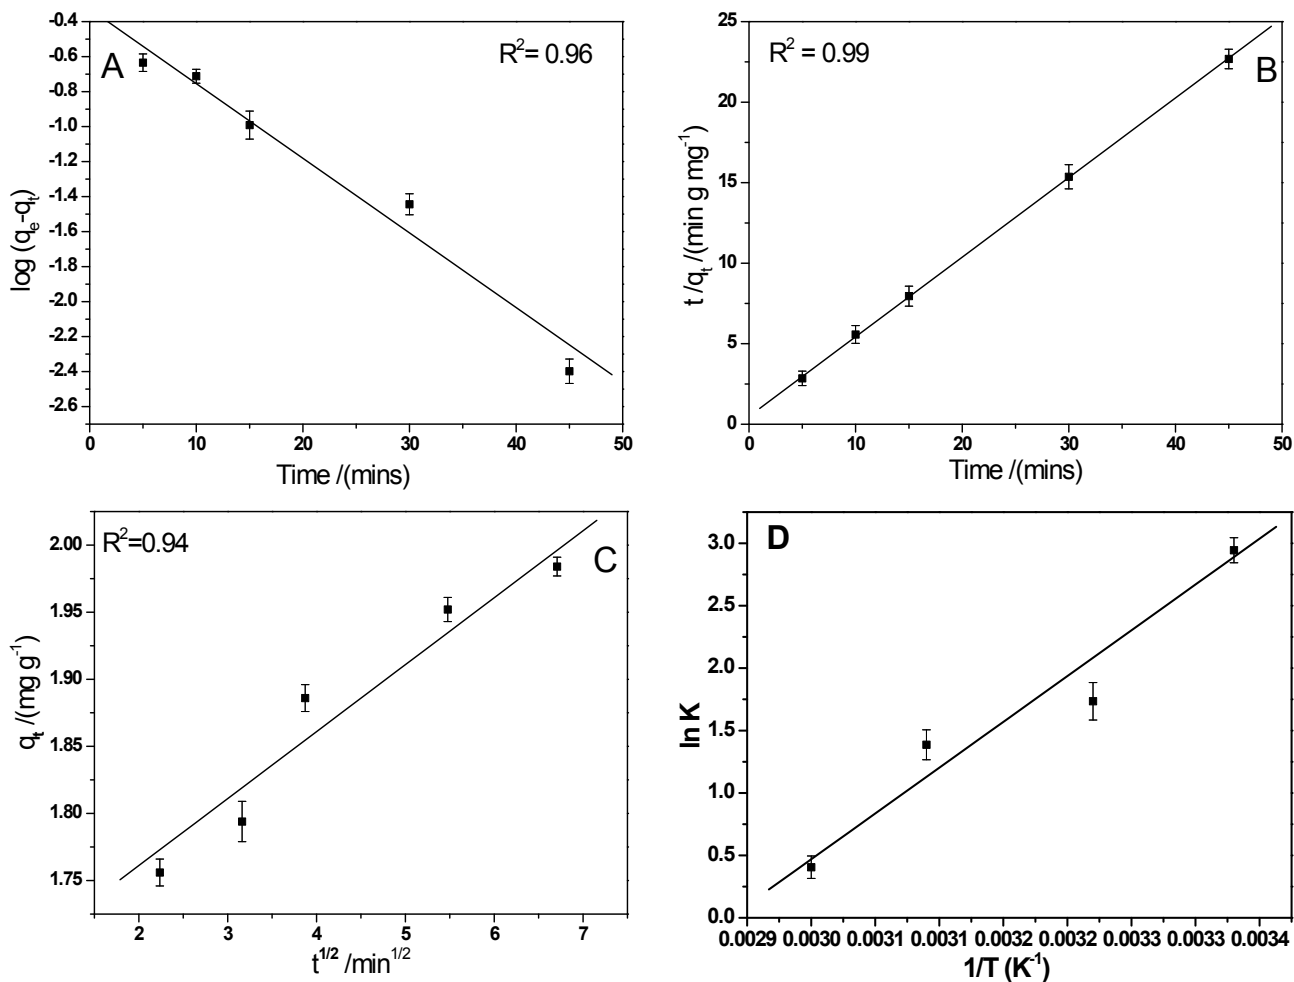 A
R²= 0.96
log (qₑ-qₜ)
-0.4
-0.6
-0.8
-1.0
-1.2
-1.4
-1.6
-1.8
-2.0
-2.2
-2.4
-2.6
0 10 20 30 40 50
Time /(mins)
R² = 0.99
B
t /qₜ /(min g mg⁻¹)
25
20
15
10
5
0
0 10 20 30 40 50
Time /(mins)
R²=0.94
C
qₜ /(mg g⁻¹)
2.00
1.95
1.90
1.85
1.80
1.75
2 3 4 5 6 7
t¹/² /min¹/²
D
ln K
3.0
2.5
2.0
1.5
1.0
0.5
0.0
0.0029 0.0030 0.0031 0.0031 0.0032 0.0032 0.0033 0.0033 0.0034
1/T (K⁻¹)